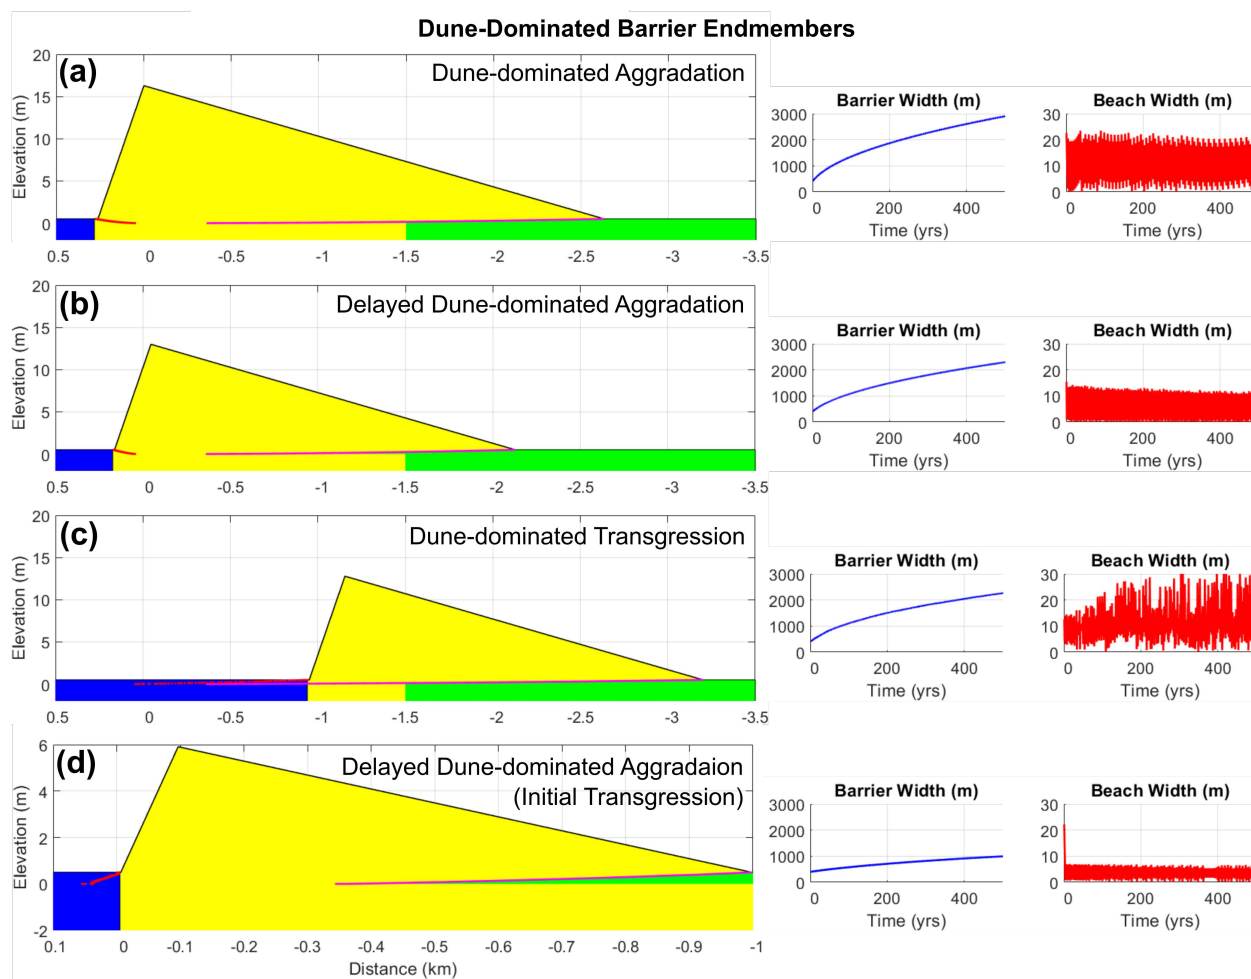 Dune-Dominated Barrier Endmembers
(a)
Dune-dominated Aggradation
Elevation (m)
20
15
10
5
0
0.5 0 -0.5 -1 -1.5 -2 -2.5 -3 -3.5
Barrier Width (m)
3000
2000
1000
0
0 200 400
Time (yrs)
Beach Width (m)
30
20
10
0
0 200 400
Time (yrs)
(b)
Delayed Dune-dominated Aggradation
Elevation (m)
20
15
10
5
0
0.5 0 -0.5 -1 -1.5 -2 -2.5 -3 -3.5
Barrier Width (m)
3000
2000
1000
0
0 200 400
Time (yrs)
Beach Width (m)
30
20
10
0
0 200 400
Time (yrs)
(c)
Dune-dominated Transgression
Elevation (m)
20
15
10
5
0
0.5 0 -0.5 -1 -1.5 -2 -2.5 -3 -3.5
Barrier Width (m)
3000
2000
1000
0
0 200 400
Time (yrs)
Beach Width (m)
30
20
10
0
0 200 400
Time (yrs)
(d)
Delayed Dune-dominated Aggradaion
(Initial Transgression)
Elevation (m)
6
4
2
0
-2
0.1 0 -0.1 -0.2 -0.3 -0.4 -0.5 -0.6 -0.7 -0.8 -0.9 -1
Distance (km)
Barrier Width (m)
3000
2000
1000
0
0 200 400
Time (yrs)
Beach Width (m)
30
20
10
0
0 200 400
Time (yrs)